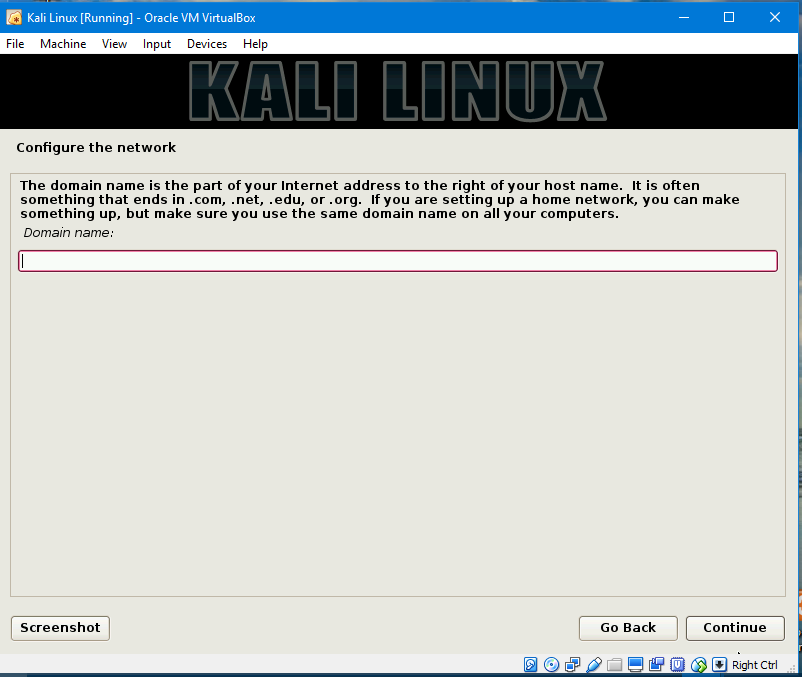 Kali Linux [Running] - Oracle VM VirtualBox
File Machine View Input Devices Help
KALI LINUX
Configure the network
The domain name is the part of your Internet address to the right of your host name. It is often
something that ends in .com, .net, .edu, or .org. If you are setting up a home network, you can make
something up, but make sure you use the same domain name on all your computers.
Domain name:
Screenshot Go Back Continue
Right Ctrl